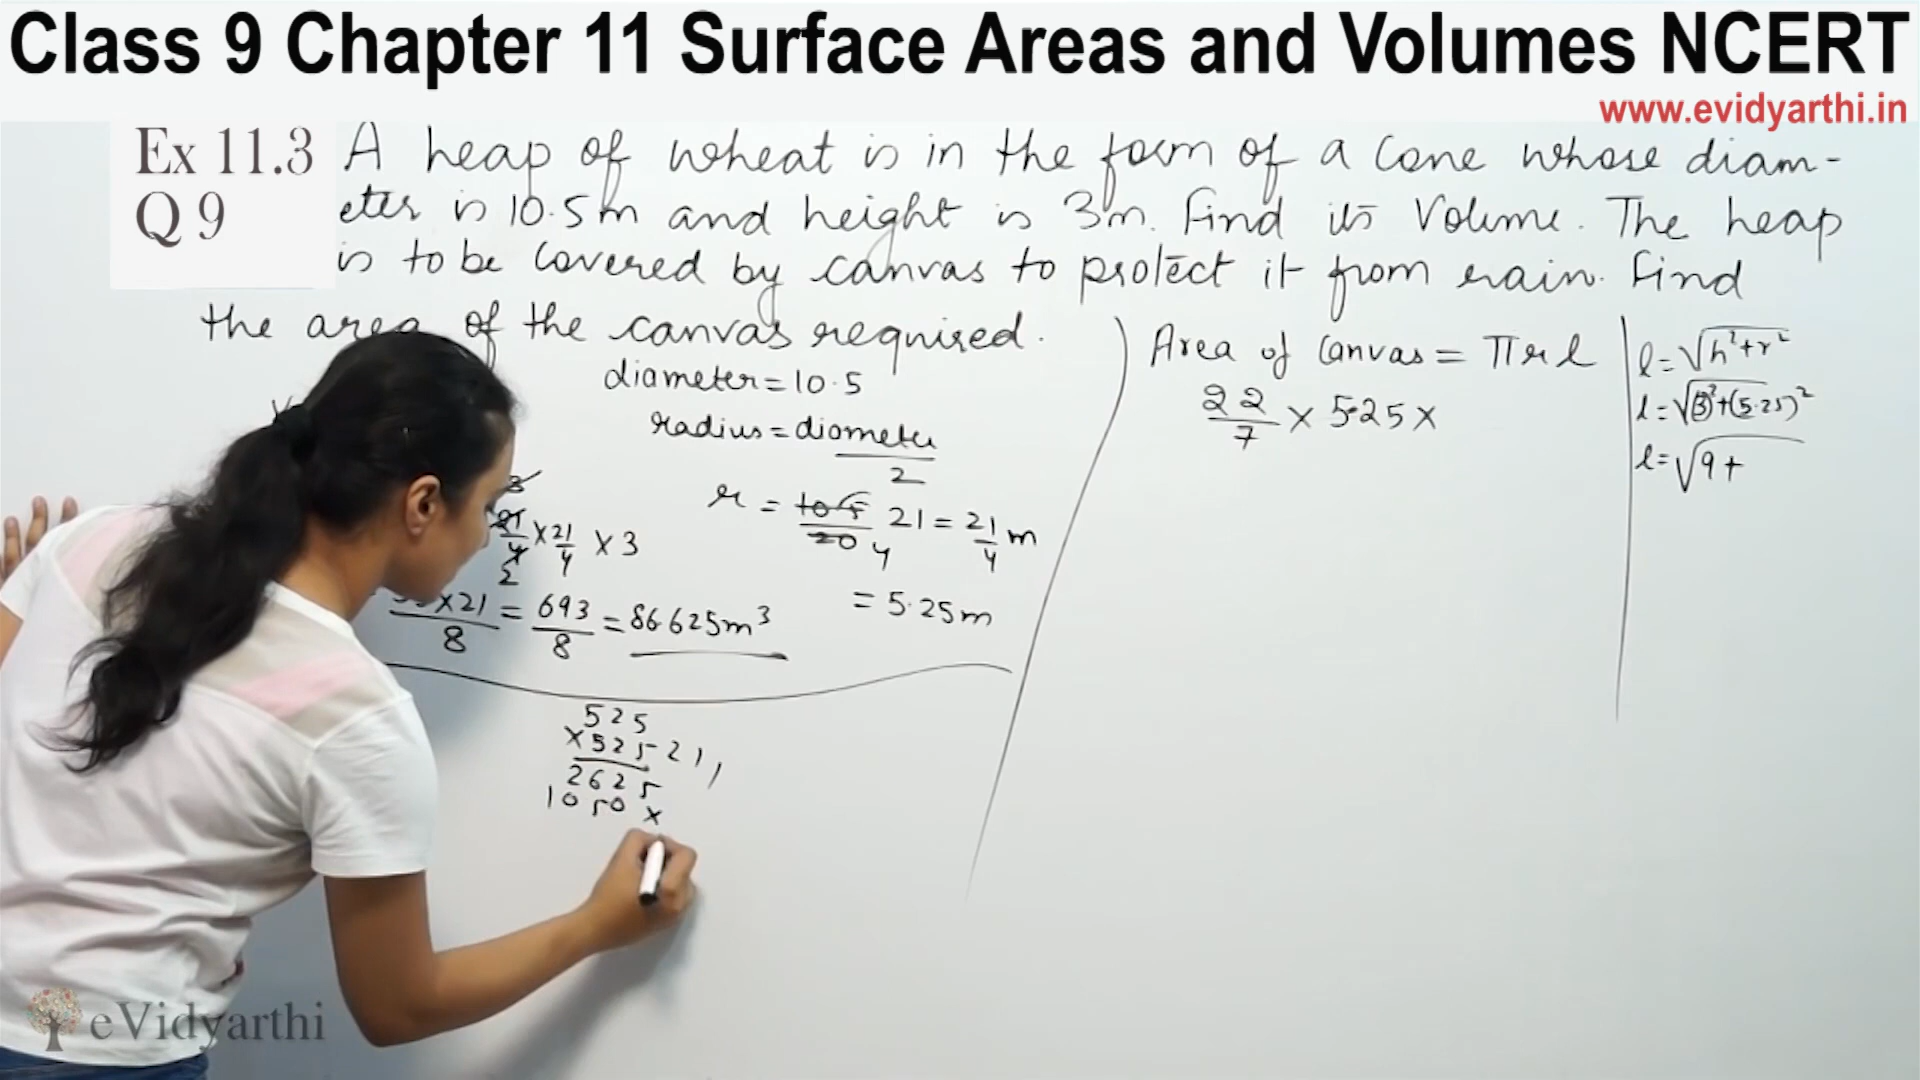 Class 9 Chapter 11 Surface Areas and Volumes NCERT
www.evidyarthi.in
Ex 11.3
Q 9
A heap of wheat is in the form of a Cone whose diam-
eter is 10.5m and height is 3m. Find its Volume. The heap
is to be Covered by canvas to protect it from rain. Find
the area of the canvas required.
diameter = 10.5
radius = diameter
2
r = 10.5 21 = 21 m
20 4 4
= 5.25m
3
21 × 21 × 3
4 4
2
×21 = 693 = 86.625m³
8 8
525
×525 21,
2625
1050 ×
Area of Canvas = πrl
22 × 5.25 ×
7
l = √h²+r²
l = √(3)²+(5.25)²
l = √9+
eVidyarthi